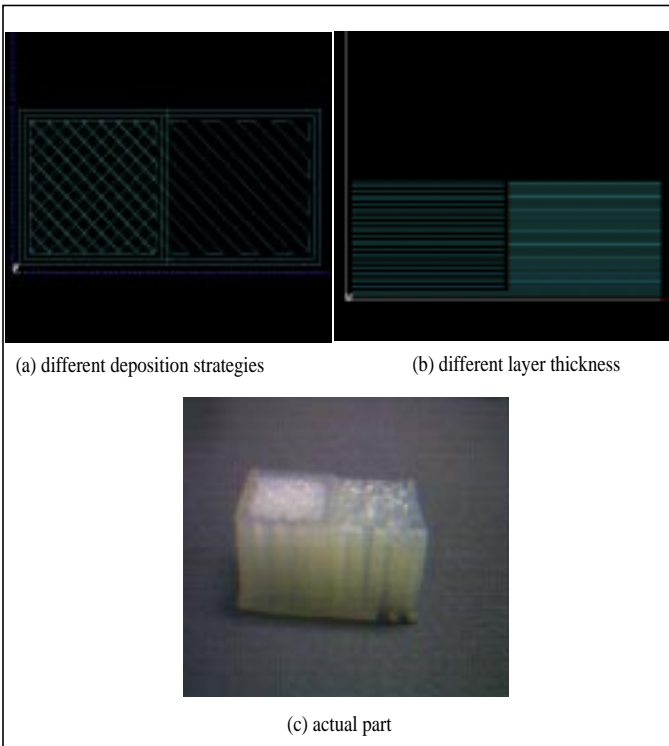 (a) different deposition strategies
(b) different layer thickness
(c) actual part